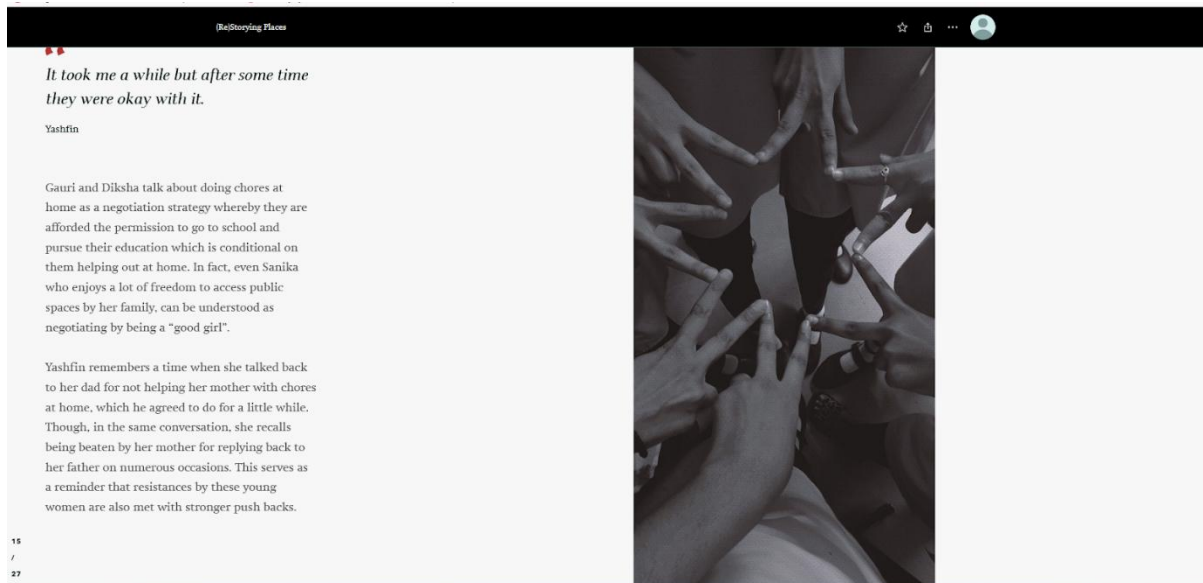 (Re)Storying Places
It took me a while but after some time
they were okay with it.
Yashfin
Gauri and Diksha talk about doing chores at
home as a negotiation strategy whereby they are
afforded the permission to go to school and
pursue their education which is conditional on
them helping out at home. In fact, even Sanika
who enjoys a lot of freedom to access public
spaces by her family, can be understood as
negotiating by being a “good girl”.
Yashfin remembers a time when she talked back
to her dad for not helping her mother with chores
at home, which he agreed to do for a little while.
Though, in the same conversation, she recalls
being beaten by her mother for replying back to
her father on numerous occasions. This serves as
a reminder that resistances by these young
women are also met with stronger push backs.
15
/
27